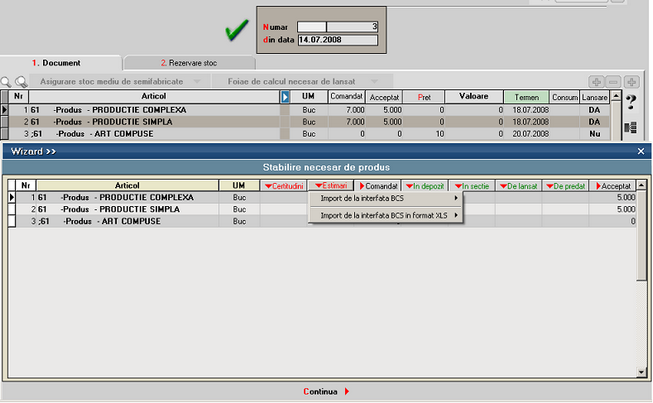 Numar 3
din data 14.07.2008
1. Document 2. Rezervare stoc
Asigurare stoc mediu de semifabricate Foiae de calcul necesar de lansat
Nr Articol UM Comandat Acceptat Pret Valoare Termen Consum Lansare
1 61 -Produs - PRODUCTIE COMPLEXA Buc 7.000 5.000 0 0 18.07.2008 DA
2 61 -Produs - PRODUCTIE SIMPLA Buc 7.000 5.000 0 0 18.07.2008 DA
3 ;61 -Produs - ART COMPUSE Buc 0 0 10 0 20.07.2008 Nu
Wizard >>
Stabilire necesar de produs
Nr Articol UM Certitudini Estimari Comandat In depozit In sectie De lansat De predat Acceptat
1 61 -Produs - PRODUCTIE COMPLEXA Buc 5.000
2 61 -Produs - PRODUCTIE SIMPLA Buc 5.000
3 ;61 -Produs - ART COMPUSE Buc 0
Import de la interfata BCS
Import de la interfata BCS in format XLS
Continua